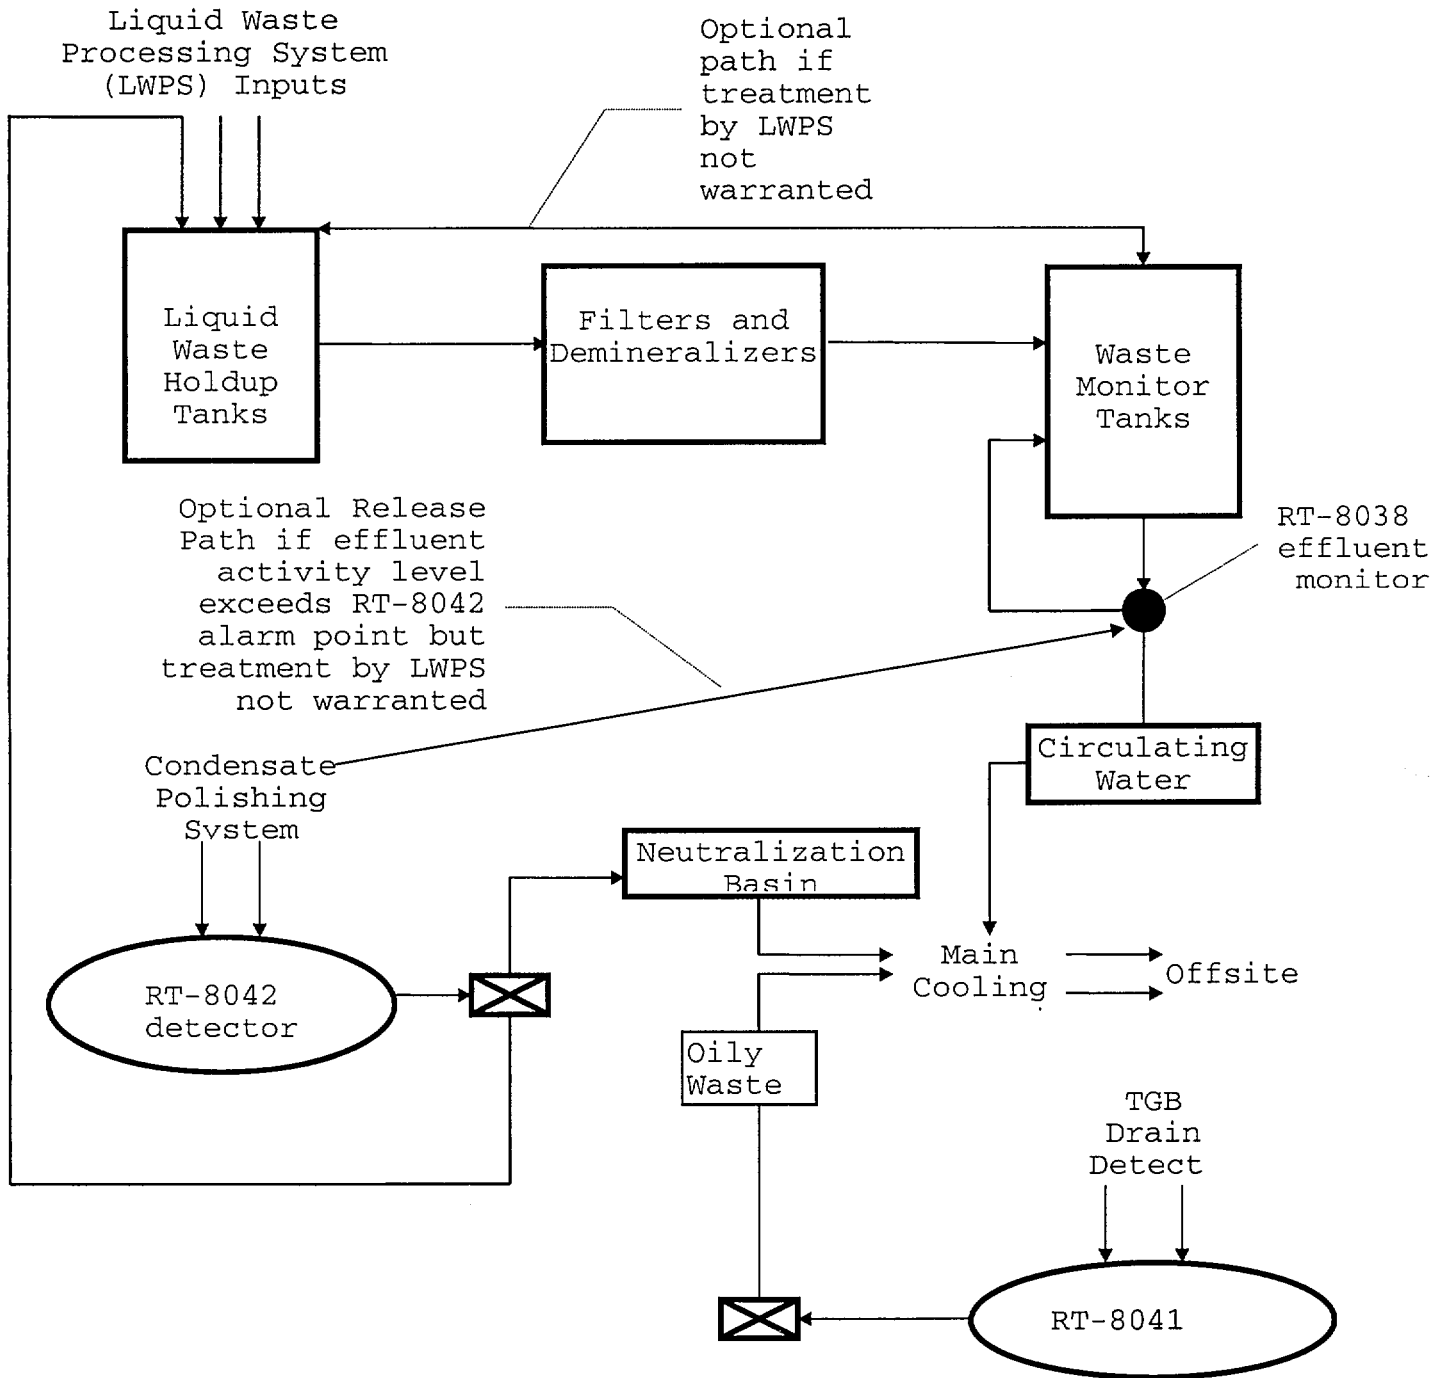 Liquid Waste
Processing System
(LWPS) Inputs
Optional
path if
treatment
by LWPS
not
warranted
Liquid
Waste
Holdup
Tanks
Filters and
Demineralizers
Waste
Monitor
Tanks
Optional Release
Path if effluent
activity level
exceeds RT-8042
alarm point but
treatment by LWPS
not warranted
RT-8038
effluent
monitor
Circulating
Water
Condensate
Polishing
System
Neutralization
Basin
RT-8042
detector
Main
Cooling
Offsite
Oily
Waste
TGB
Drain
Detect
RT-8041